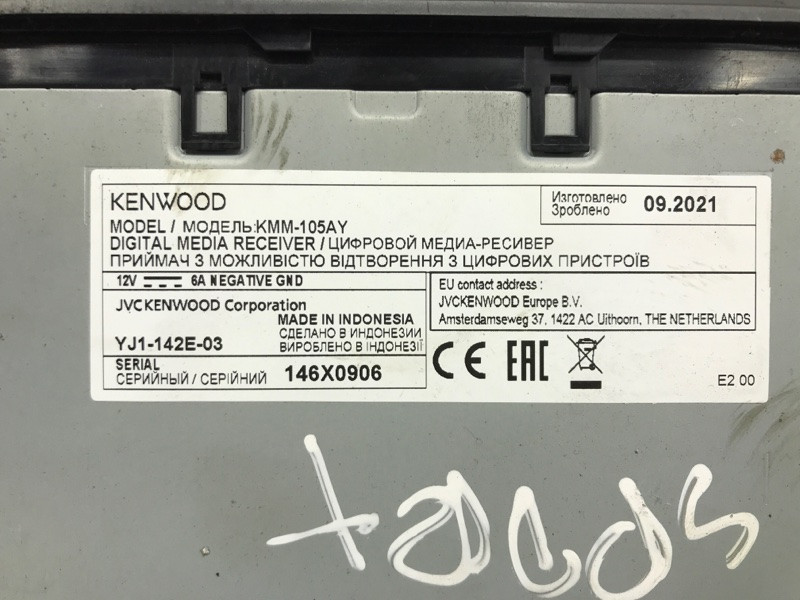 KENWOOD
Изготовлено
Зроблено 09.2021
MODEL / МОДЕЛЬ:KMM-105AY
DIGITAL MEDIA RECEIVER / ЦИФРОВОЙ МЕДИА-РЕСИВЕР
ПРИЙМАЧ З МОЖЛИВІСТЮ ВІДТВОРЕННЯ З ЦИФРОВИХ ПРИСТРОЇВ
12V 6A NEGATIVE GND
JVCKENWOOD Corporation
MADE IN INDONESIA
СДЕЛАНО В ИНДОНЕЗИИ
YJ1-142E-03 ВИРОБЛЕНО В ІНДОНЕЗІЇ
SERIAL
СЕРИЙНЫЙ / СЕРІЙНИЙ 146X0906
EU contact address :
JVCKENWOOD Europe B.V.
Amsterdamseweg 37, 1422 AC Uithoorn, THE NETHERLANDS
CE EAC
E2 00